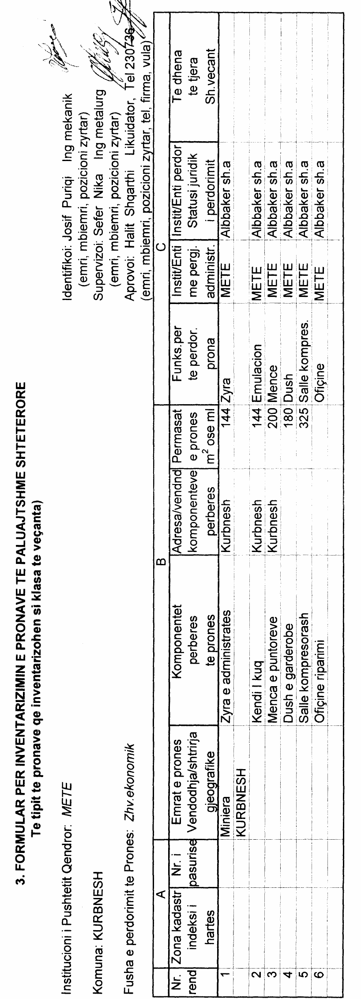 3. FORMULAR PER INVENTARIZIMIN E PRONAVE TE PALUAJTSHME SHTETERORE
Te tipit te pronave qe inventarizohen si klasa te veçanta)
Institucioni i Pushtetit Qendror: METE
Identifikoi: Josif Puriqi Ing mekanik
(emri, mbiemri, pozicioni zyrtar)
Komuna: KURBNESH
Supervizoi: Sefer Nika Ing metalurg
(emri, mbiemri, pozicioni zyrtar)
Fusha e perdorimit te Prones: Zhv.ekonomik
Aprovoi: Halit Shqarthi Likuidator, Tel 230736
(emri, mbiemri, pozicioni zyrtar, tel, firma, vula)
A B C
Nr. Zona kadastr Nr. i Emrat e prones Komponentet Adresa/vendnd Permasat Funks.per Instit/Enti Instit/Enti perdor Te dhena
rend indeksi i pasurise Vendodhja/shtrirja perberes komponenteve e prones te perdor. me pergj. Statusi juridik te tjera
hartes gjeografike te prones perberes m² ose ml prona administr. i perdorimit Sh.vecant
1 Miniera Zyra e administrates Kurbnesh 144 Zyra METE Albbaker sh.a
KURBNESH
2 Kendi I kuq Kurbnesh 144 Emulacion METE Albbaker sh.a
3 Menca e puntoreve Kurbnesh 200 Mence METE Albbaker sh.a
4 Dush e garderobe 180 Dush METE Albbaker sh.a
5 Salle kompresorash 325 Salle kompres. METE Albbaker sh.a
6 Ofiçine riparimi Ofiçine METE Albbaker sh.a